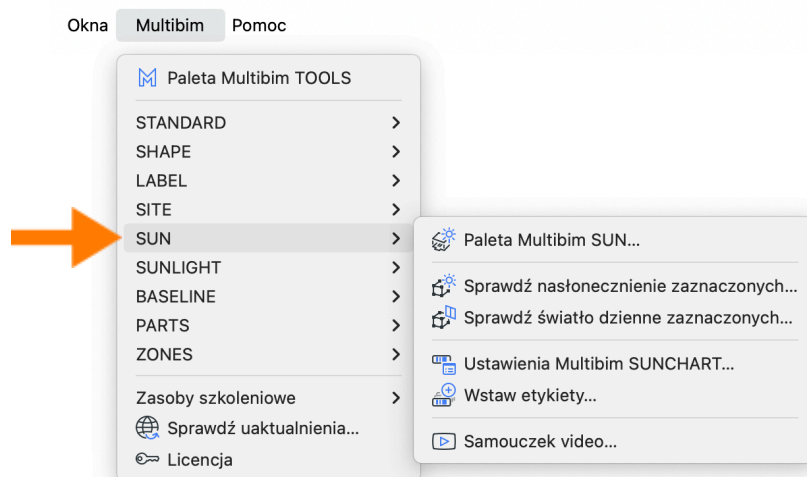 Okna Multibim Pomoc
Paleta Multibim TOOLS
STANDARD
SHAPE
LABEL
SITE
SUN
SUNLIGHT
BASELINE
PARTS
ZONES
Zasoby szkoleniowe
Sprawdź uaktualnienia...
Licencja
Paleta Multibim SUN...
Sprawdź nasłonecznienie zaznaczonych...
Sprawdź światło dzienne zaznaczonych...
Ustawienia Multibim SUNCHART...
Wstaw etykiety...
Samouczek video...